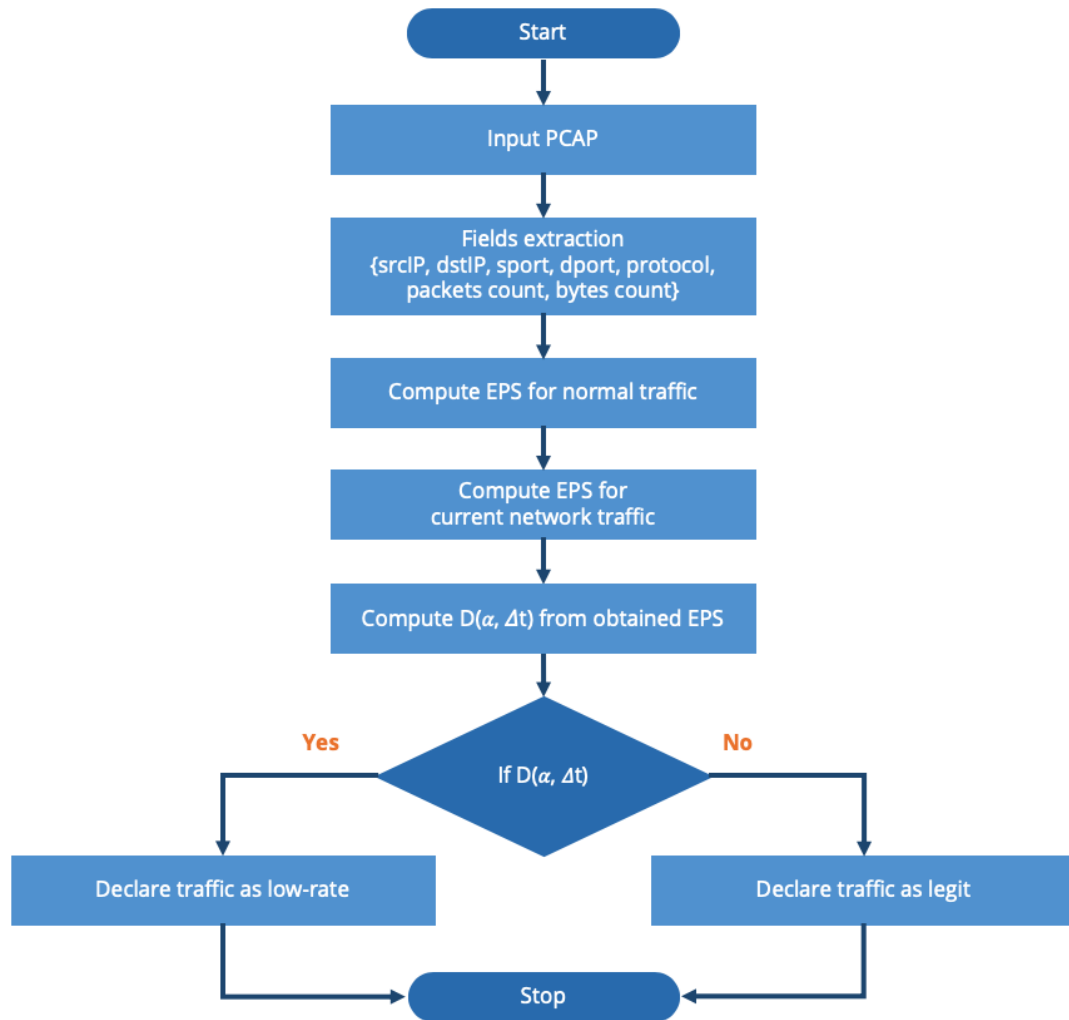 Start
Input PCAP
Fields extraction
{srcIP, dstIP, sport, dport, protocol,
packets count, bytes count}
Compute EPS for normal traffic
Compute EPS for
current network traffic
Compute D(α, Δt) from obtained EPS
Yes
No
If D(α, Δt)
Declare traffic as low-rate
Declare traffic as legit
Stop